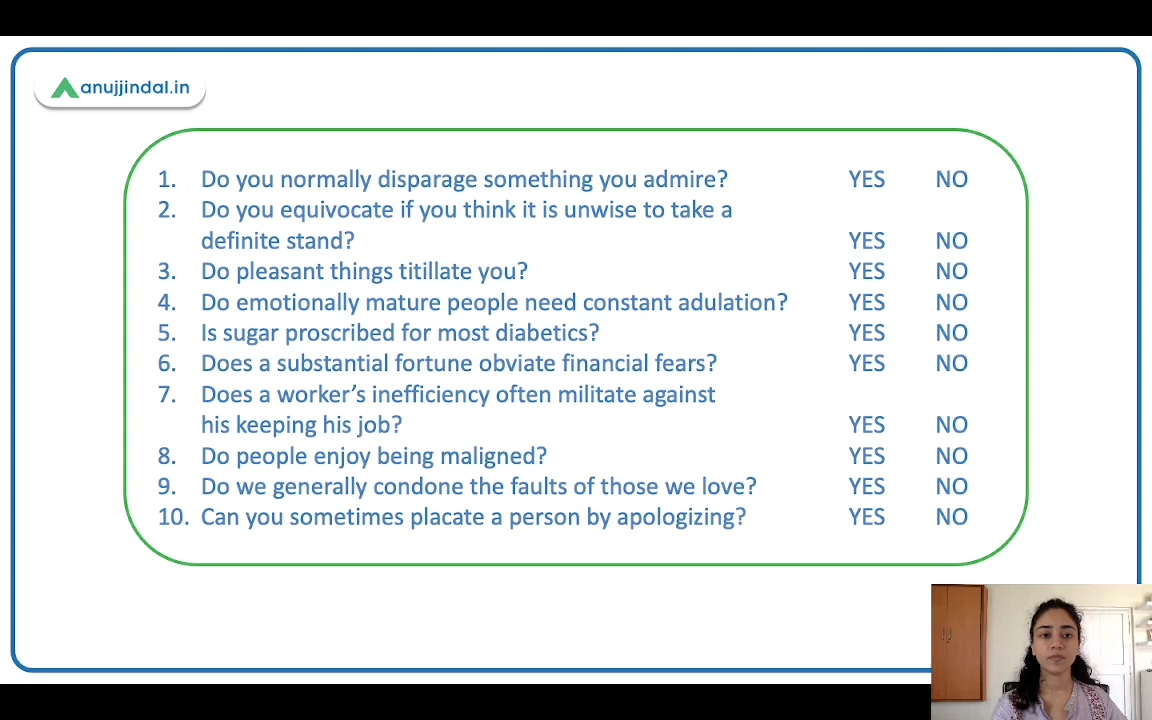 anujjindal.in
1. Do you normally disparage something you admire? YES NO
2. Do you equivocate if you think it is unwise to take a
definite stand? YES NO
3. Do pleasant things titillate you? YES NO
4. Do emotionally mature people need constant adulation? YES NO
5. Is sugar proscribed for most diabetics? YES NO
6. Does a substantial fortune obviate financial fears? YES NO
7. Does a worker’s inefficiency often militate against
his keeping his job? YES NO
8. Do people enjoy being maligned? YES NO
9. Do we generally condone the faults of those we love? YES NO
10. Can you sometimes placate a person by apologizing? YES NO